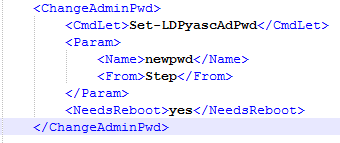 <ChangeAdminPwd>
<CmdLet>Set-LDPyascAdPwd</CmdLet>
<Param>
<Name>newpwd</Name>
<From>Step</From>
</Param>
<NeedsReboot>yes</NeedsReboot>
</ChangeAdminPwd>